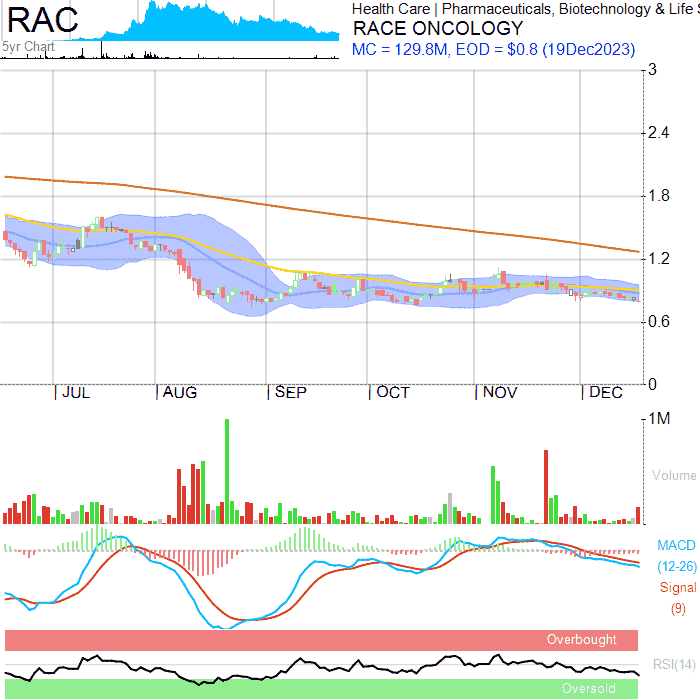 RAC
5yr Chart
Health Care | Pharmaceuticals, Biotechnology & Life S
RACE ONCOLOGY
MC = 129.8M, EOD = $0.8 (19Dec2023)
3
2.4
1.8
1.2
0.6
0
JUL AUG SEP OCT NOV DEC
1M
Volume
MACD
(12-26)
Signal
(9)
Overbought
RSI(14)
Oversold